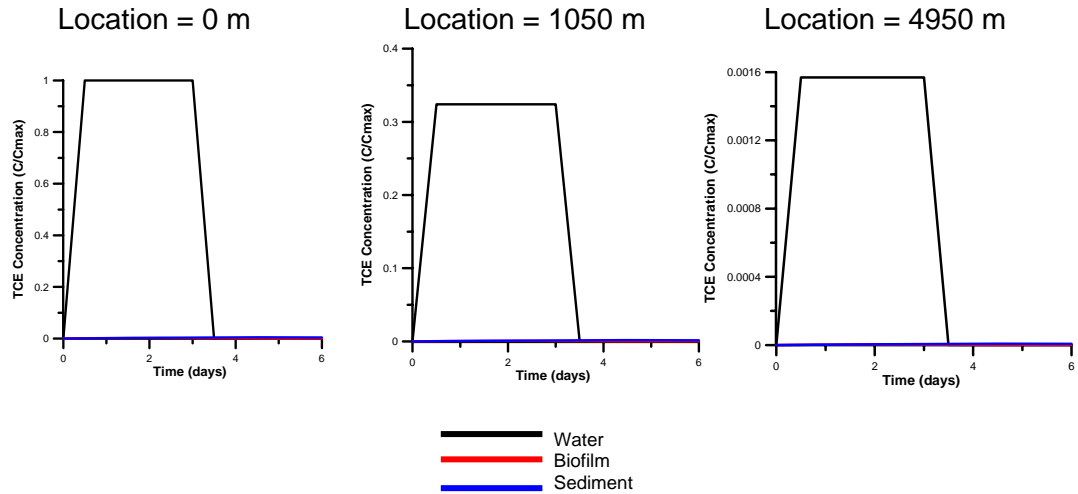 Location = 0 m
Location = 1050 m
Location = 4950 m
TCE Concentration (C/Cmax)
1
0.8
0.6
0.4
0.2
0
0
2
4
6
Time (days)
TCE Concentration (C/Cmax)
0.4
0.3
0.2
0.1
0
0
2
4
6
Time (days)
TCE Concentration (C/Cmax)
0.0016
0.0012
0.0008
0.0004
0
0
2
4
6
Time (days)
Water
Biofilm
Sediment